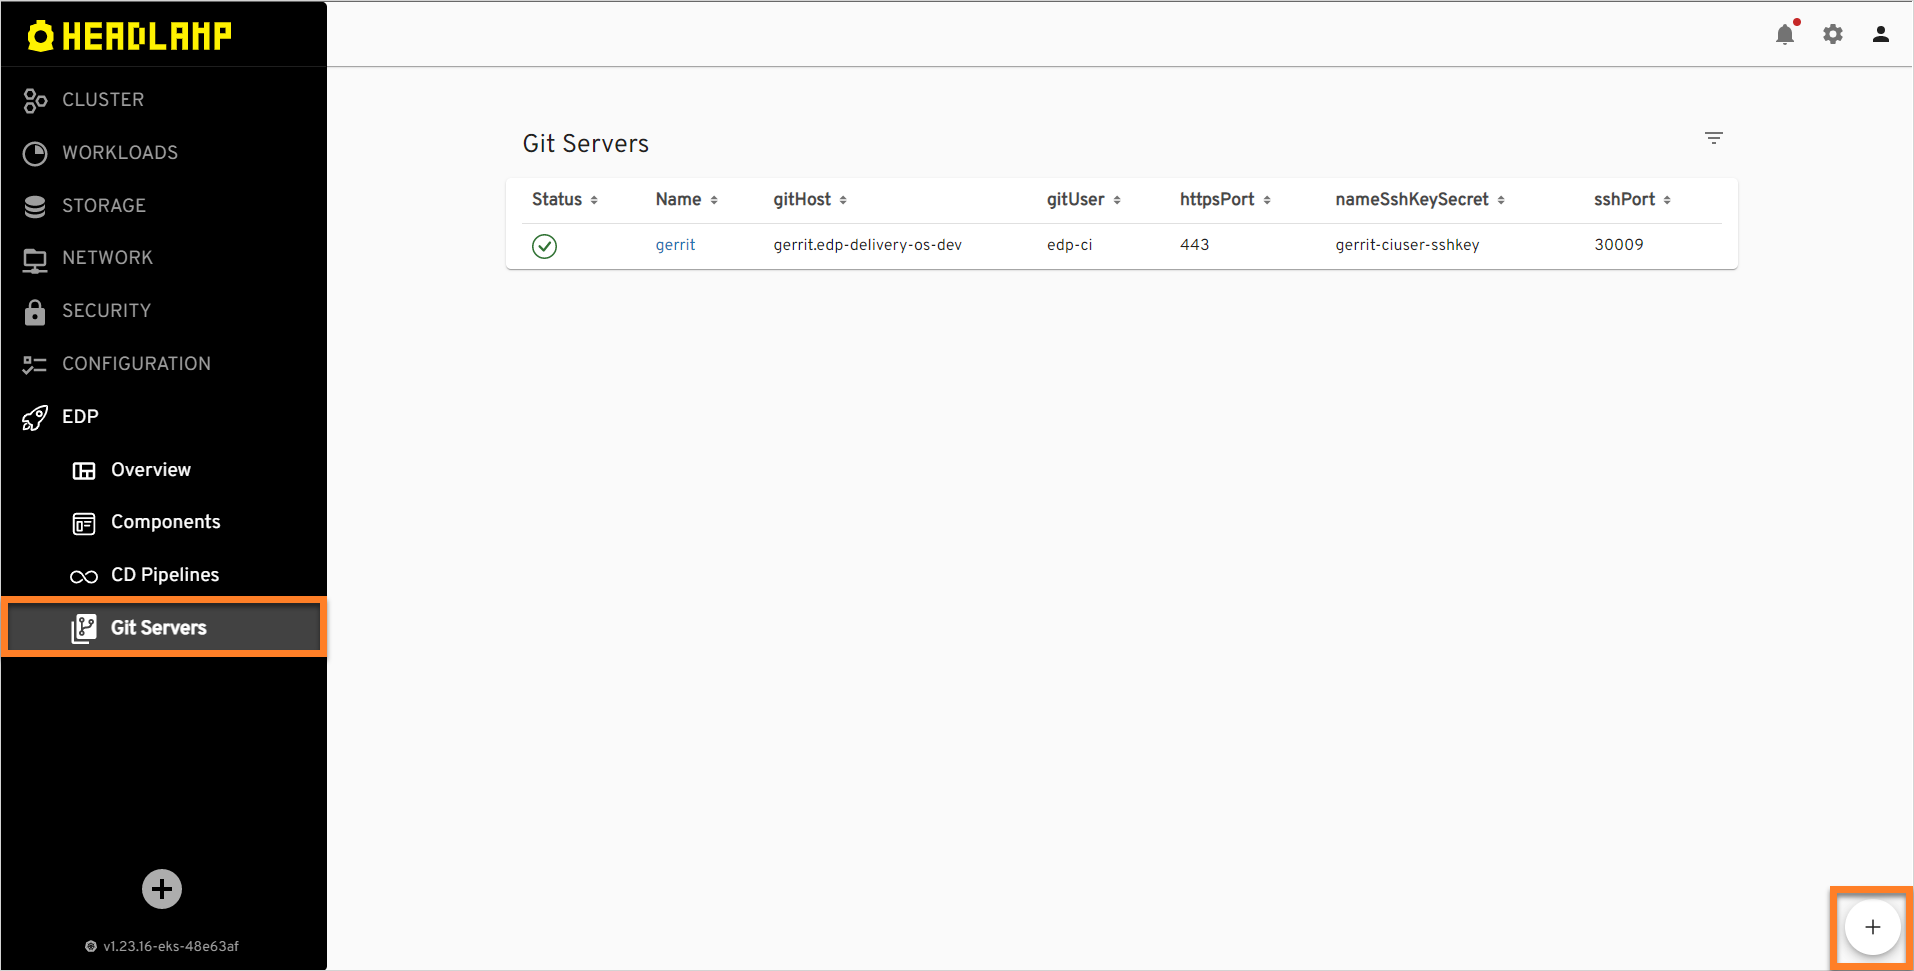 HEADLAMP
CLUSTER
WORKLOADS
STORAGE
NETWORK
SECURITY
CONFIGURATION
EDP
Overview
Components
CD Pipelines
Git Servers
v1.23.16-eks-48e63af
Git Servers
Status Name gitHost gitUser httpsPort nameSshKeySecret sshPort
gerrit gerrit.edp-delivery-os-dev edp-ci 443 gerrit-ciuser-sshkey 30009